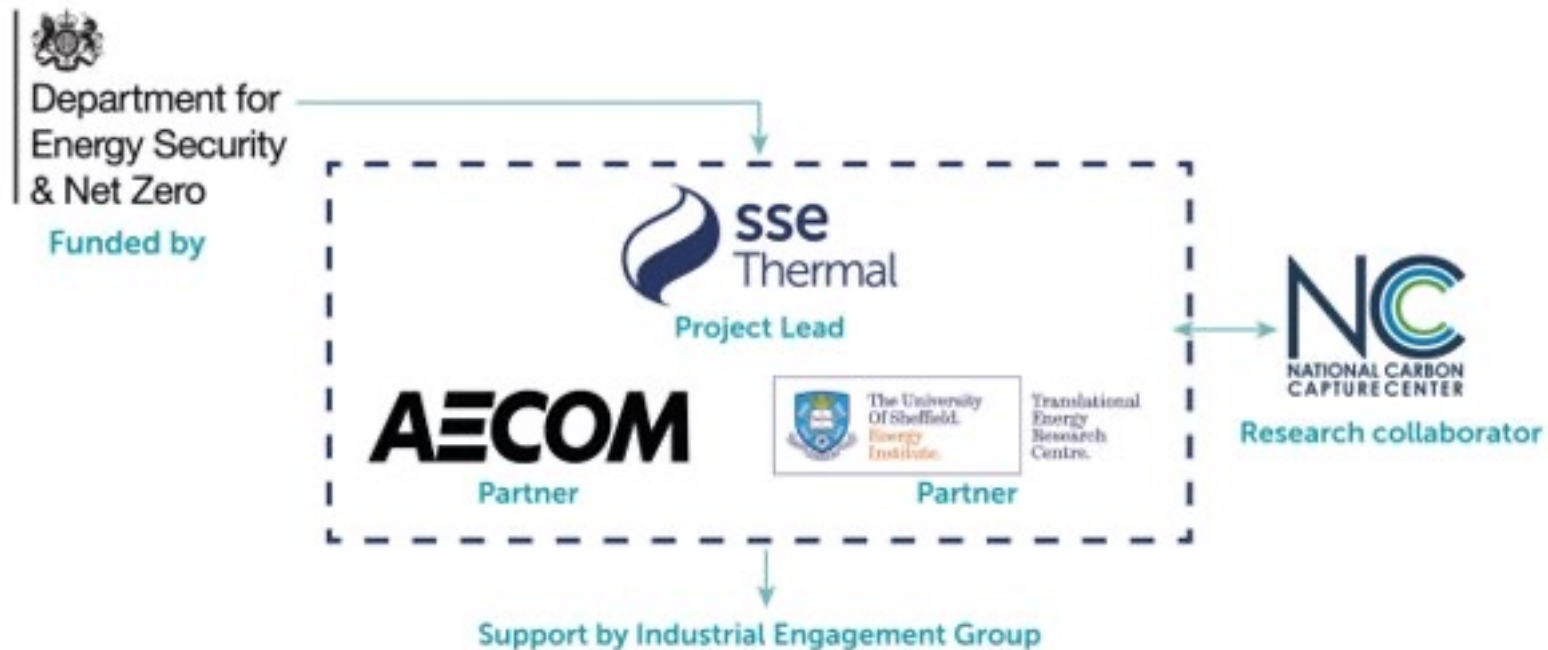 Department for
Energy Security
& Net Zero
Funded by
sse
Thermal
Project Lead
AECOM
Partner
The University
Of Sheffield.
Energy
Institute.
Translational
Energy
Research
Centre.
Partner
NCC
NATIONAL CARBON
CAPTURE CENTER
Research collaborator
Support by Industrial Engagement Group